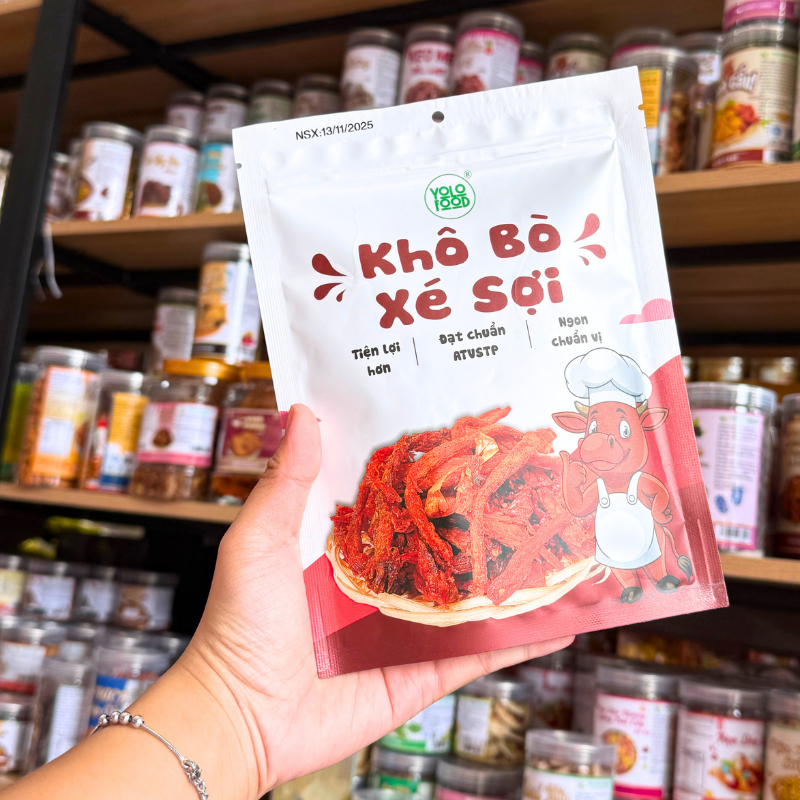 NSX:13/11/2025
YOLO
FOOD
®
Khô Bò
Xé Sợi
Tiện lợi
hơn
Đạt chuẩn
ATVSTP
Ngon
chuẩn vị